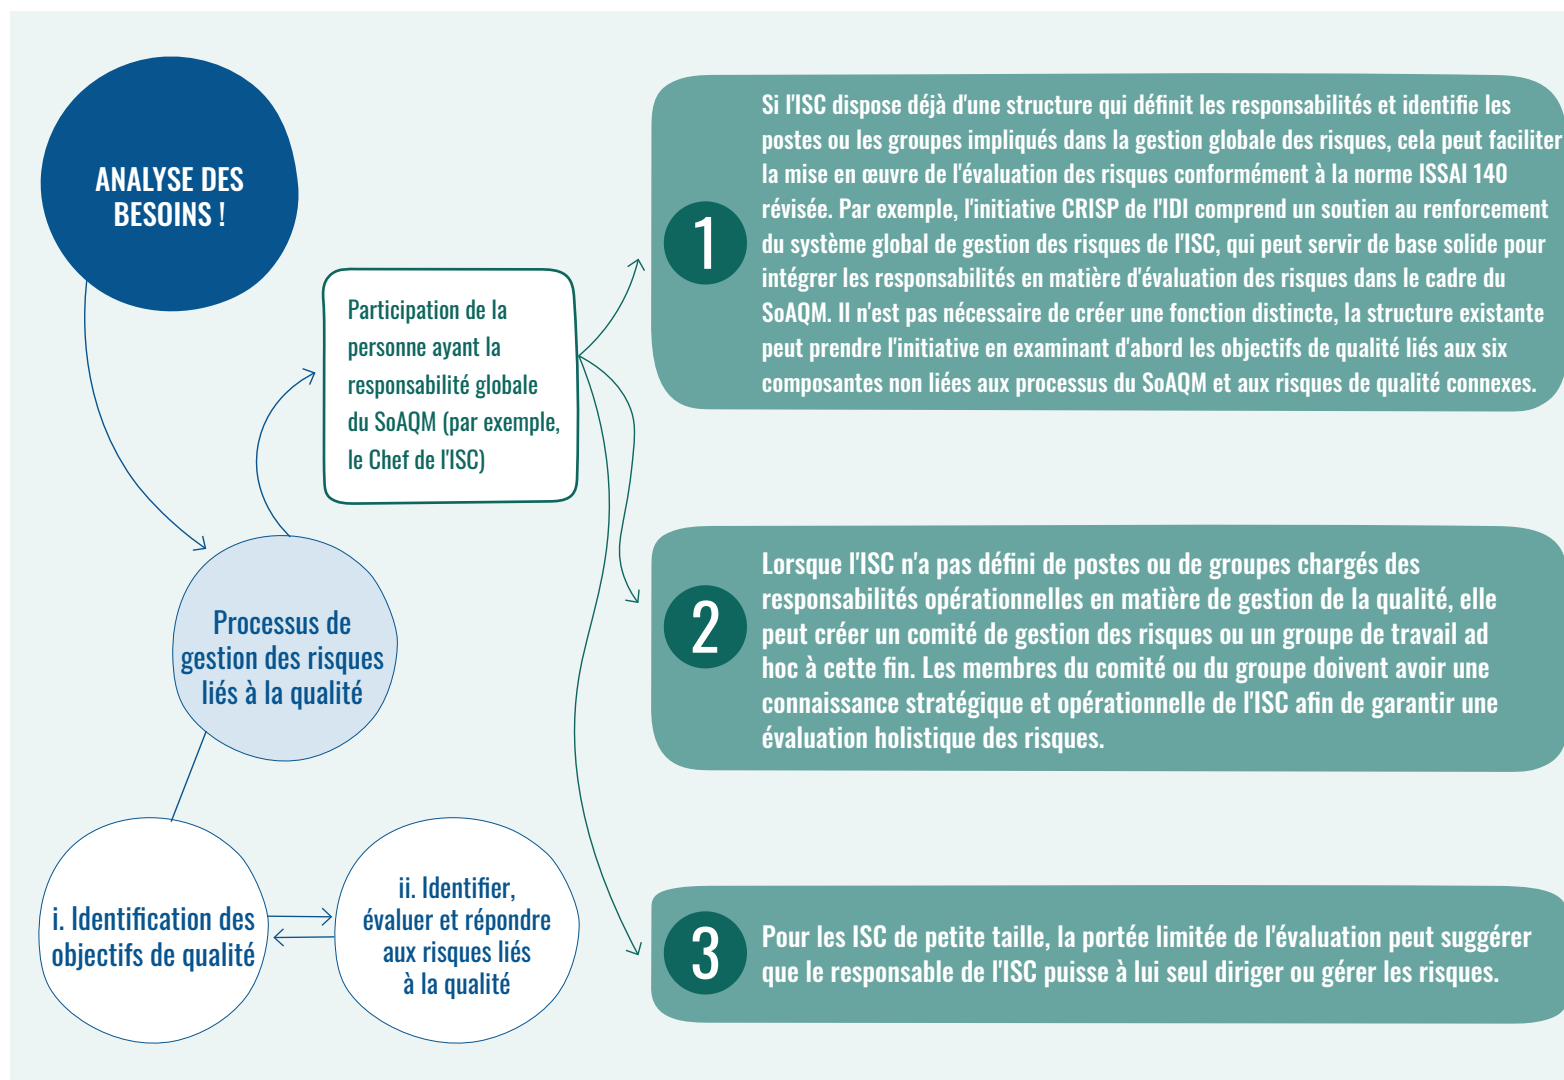 ANALYSE DES
BESOINS !
Participation de la
personne ayant la
responsabilité globale
du SoAQM (par exemple,
le Chef de l'ISC)
Processus de
gestion des risques
liés à la qualité
i. Identification des
objectifs de qualité
ii. Identifier,
évaluer et répondre
aux risques liés
à la qualité
1
Si l'ISC dispose déjà d'une structure qui définit les responsabilités et identifie les
postes ou les groupes impliqués dans la gestion globale des risques, cela peut faciliter
la mise en œuvre de l'évaluation des risques conformément à la norme ISSAI 140
révisée. Par exemple, l'initiative CRISP de l'IDI comprend un soutien au renforcement
du système global de gestion des risques de l'ISC, qui peut servir de base solide pour
intégrer les responsabilités en matière d'évaluation des risques dans le cadre du
SoAQM. Il n'est pas nécessaire de créer une fonction distincte, la structure existante
peut prendre l'initiative en examinant d'abord les objectifs de qualité liés aux six
composantes non liées aux processus du SoAQM et aux risques de qualité connexes.
2
Lorsque l'ISC n'a pas défini de postes ou de groupes chargés des
responsabilités opérationnelles en matière de gestion de la qualité, elle
peut créer un comité de gestion des risques ou un groupe de travail ad
hoc à cette fin. Les membres du comité ou du groupe doivent avoir une
connaissance stratégique et opérationnelle de l'ISC afin de garantir une
évaluation holistique des risques.
3
Pour les ISC de petite taille, la portée limitée de l'évaluation peut suggérer
que le responsable de l'ISC puisse à lui seul diriger ou gérer les risques.